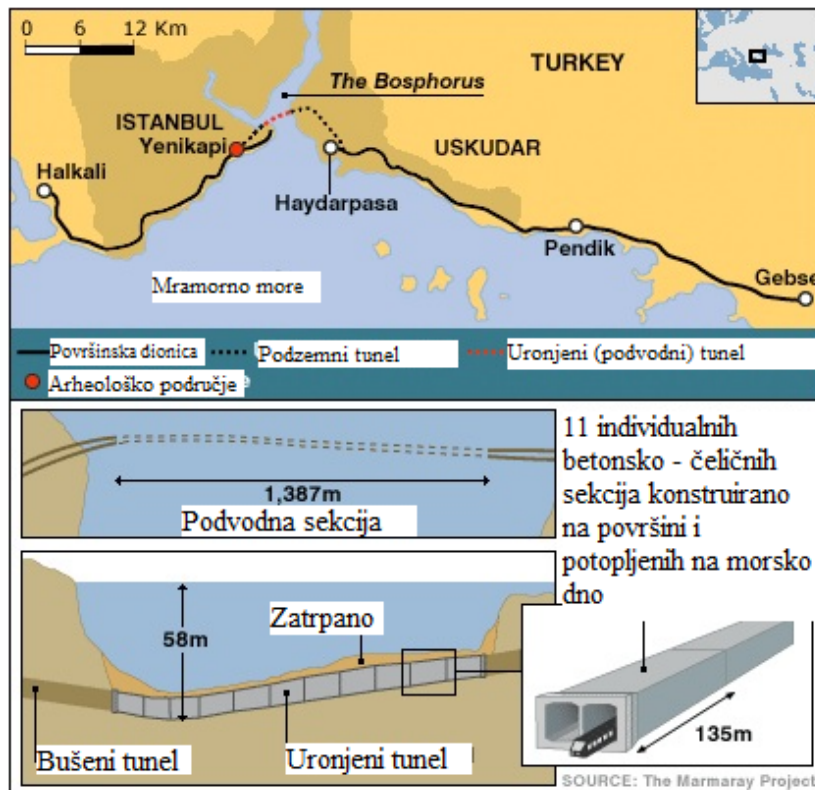 0 6 12 Km
The Bosphorus
TURKEY
ISTANBUL
Yenikapi
USKUDAR
Halkali
Haydarpasa
Pendik
Gebse
Mramorno more
Površinska dionica
Podzemni tunel
Uronjeni (podvodni) tunel
Arheološko područje
1,387m
Podvodna sekcija
11 individualnih
betonsko - čeličnih
sekcija konstruirano
na površini i
potopljenih na morsko
dno
58m
Zatrpano
Bušeni tunel
Uronjeni tunel
135m
SOURCE: The Marmaray Project